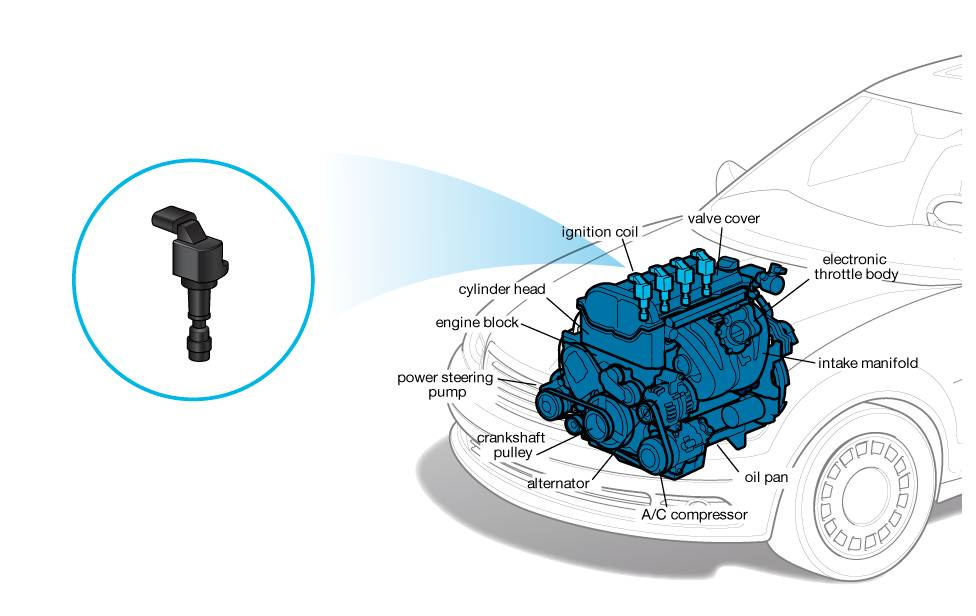 valve cover
ignition coil
electronic
throttle body
cylinder head
engine block
intake manifold
power steering
pump
crankshaft
pulley
oil pan
alternator
A/C compressor